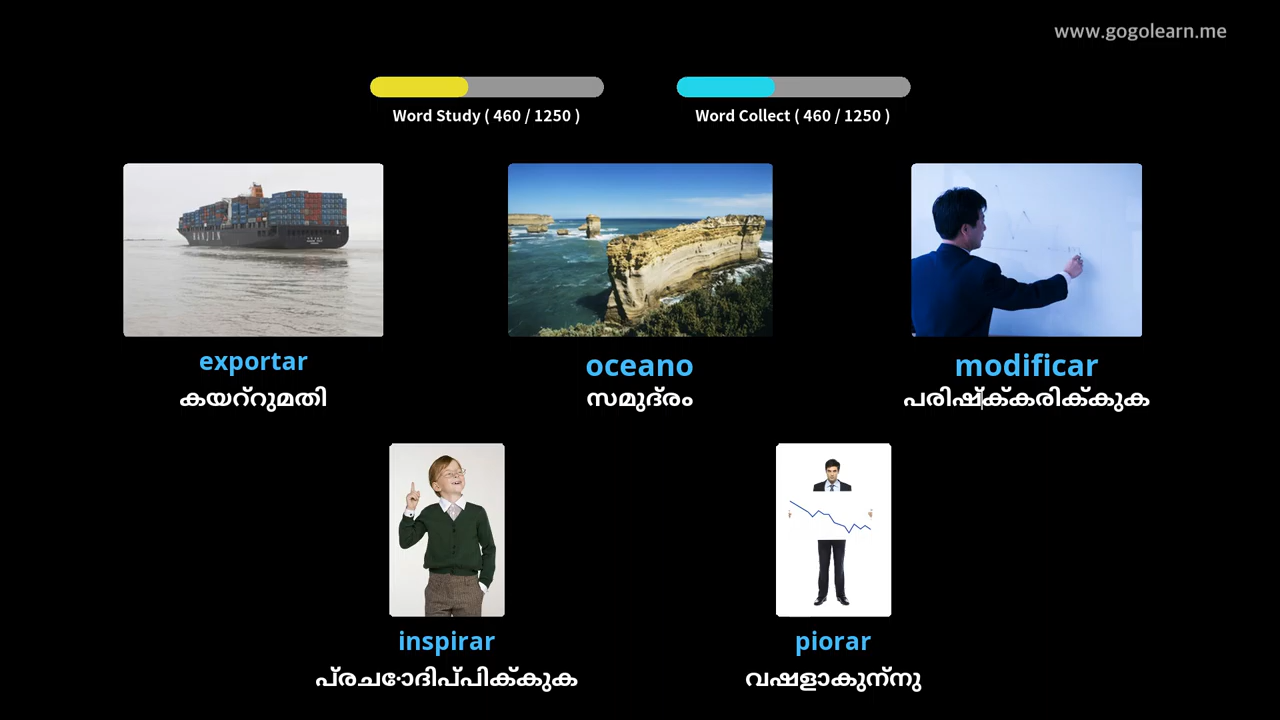 www.gogolearn.me
Word Study ( 460 / 1250 )
Word Collect ( 460 / 1250 )
HANJIN
exportar
കയറ്റുമതി
oceano
സമുദ്രം
modificar
പരിഷ്ക്കരിക്കുക
inspirar
പ്രചോദിപ്പിക്കുക
piorar
വഷളാകുന്നു